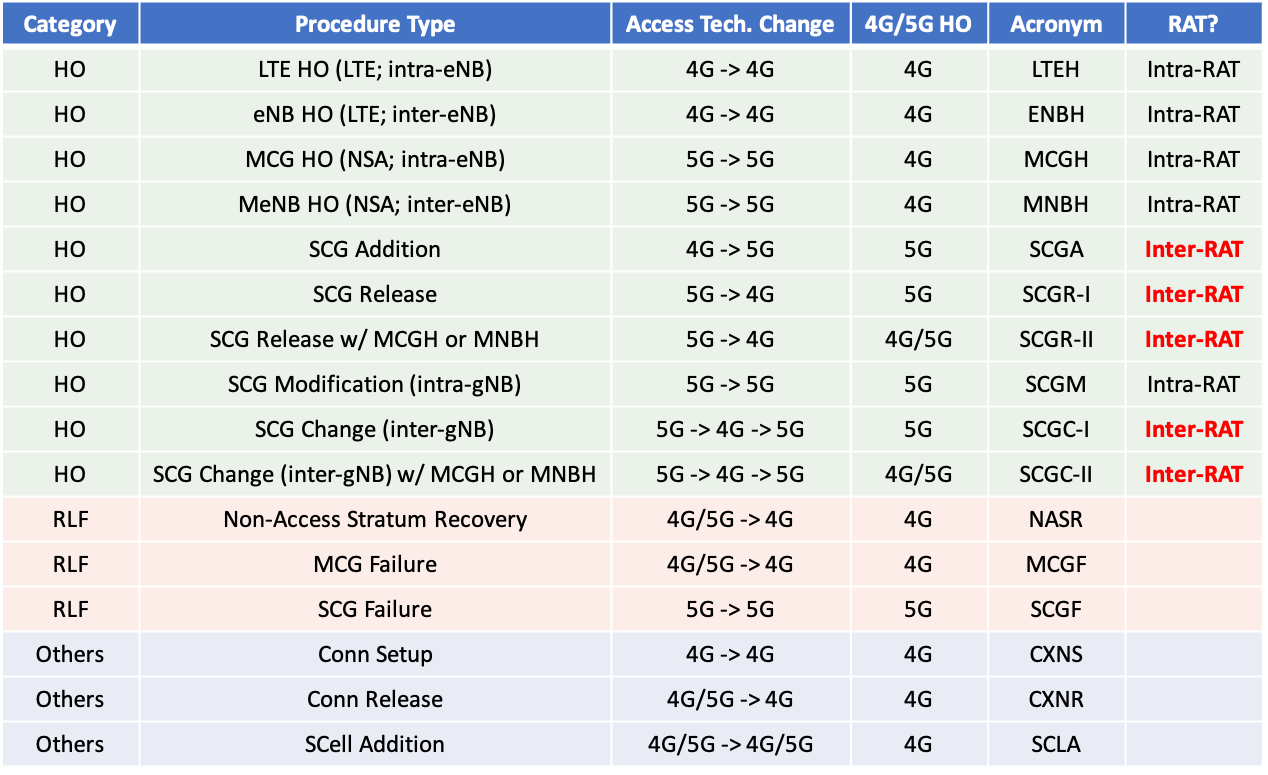 Category Procedure Type Access Tech. Change 4G/5G HO Acronym RAT?
HO LTE HO (LTE; intra-eNB) 4G -> 4G 4G LTEH Intra-RAT
HO eNB HO (LTE; inter-eNB) 4G -> 4G 4G ENBH Intra-RAT
HO MCG HO (NSA; intra-eNB) 5G -> 5G 4G MCGH Intra-RAT
HO MeNB HO (NSA; inter-eNB) 5G -> 5G 4G MNBH Intra-RAT
HO SCG Addition 4G -> 5G 5G SCGA Inter-RAT
HO SCG Release 5G -> 4G 5G SCGR-I Inter-RAT
HO SCG Release w/ MCGH or MNBH 5G -> 4G 4G/5G SCGR-II Inter-RAT
HO SCG Modification (intra-gNB) 5G -> 5G 5G SCGM Intra-RAT
HO SCG Change (inter-gNB) 5G -> 4G -> 5G 5G SCGC-I Inter-RAT
HO SCG Change (inter-gNB) w/ MCGH or MNBH 5G -> 4G -> 5G 4G/5G SCGC-II Inter-RAT
RLF Non-Access Stratum Recovery 4G/5G -> 4G 4G NASR
RLF MCG Failure 4G/5G -> 4G 4G MCGF
RLF SCG Failure 5G -> 5G 5G SCGF
Others Conn Setup 4G -> 4G 4G CXNS
Others Conn Release 4G/5G -> 4G 4G CXNR
Others SCell Addition 4G/5G -> 4G/5G 4G SCLA